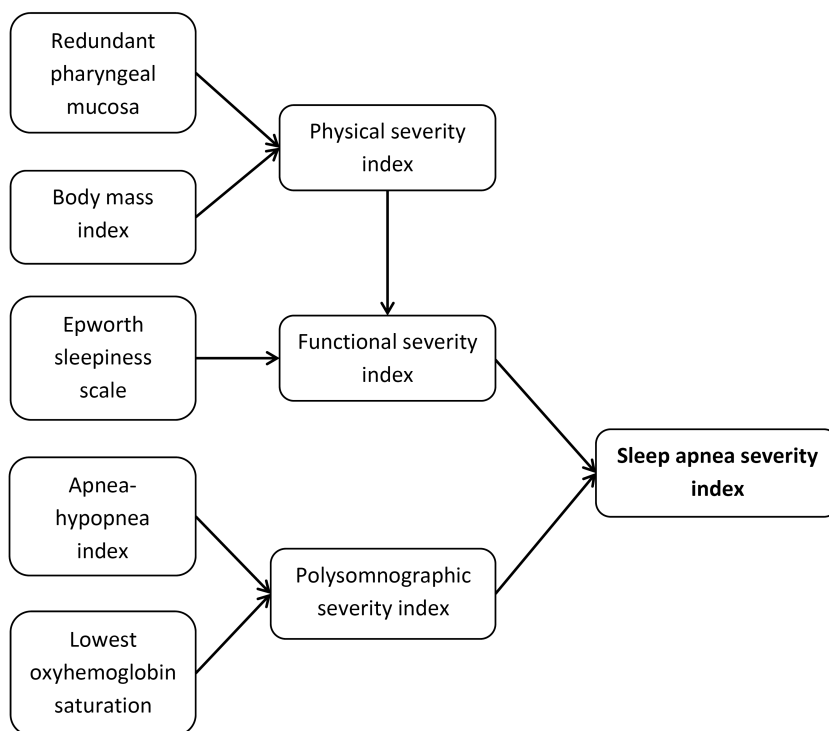 Redundant
pharyngeal
mucosa
Physical severity
index
Body mass
index
Epworth
sleepiness
scale
Functional severity
index
Sleep apnea severity
index
Apnea-
hypopnea
index
Polysomnographic
severity index
Lowest
oxyhemoglobin
saturation